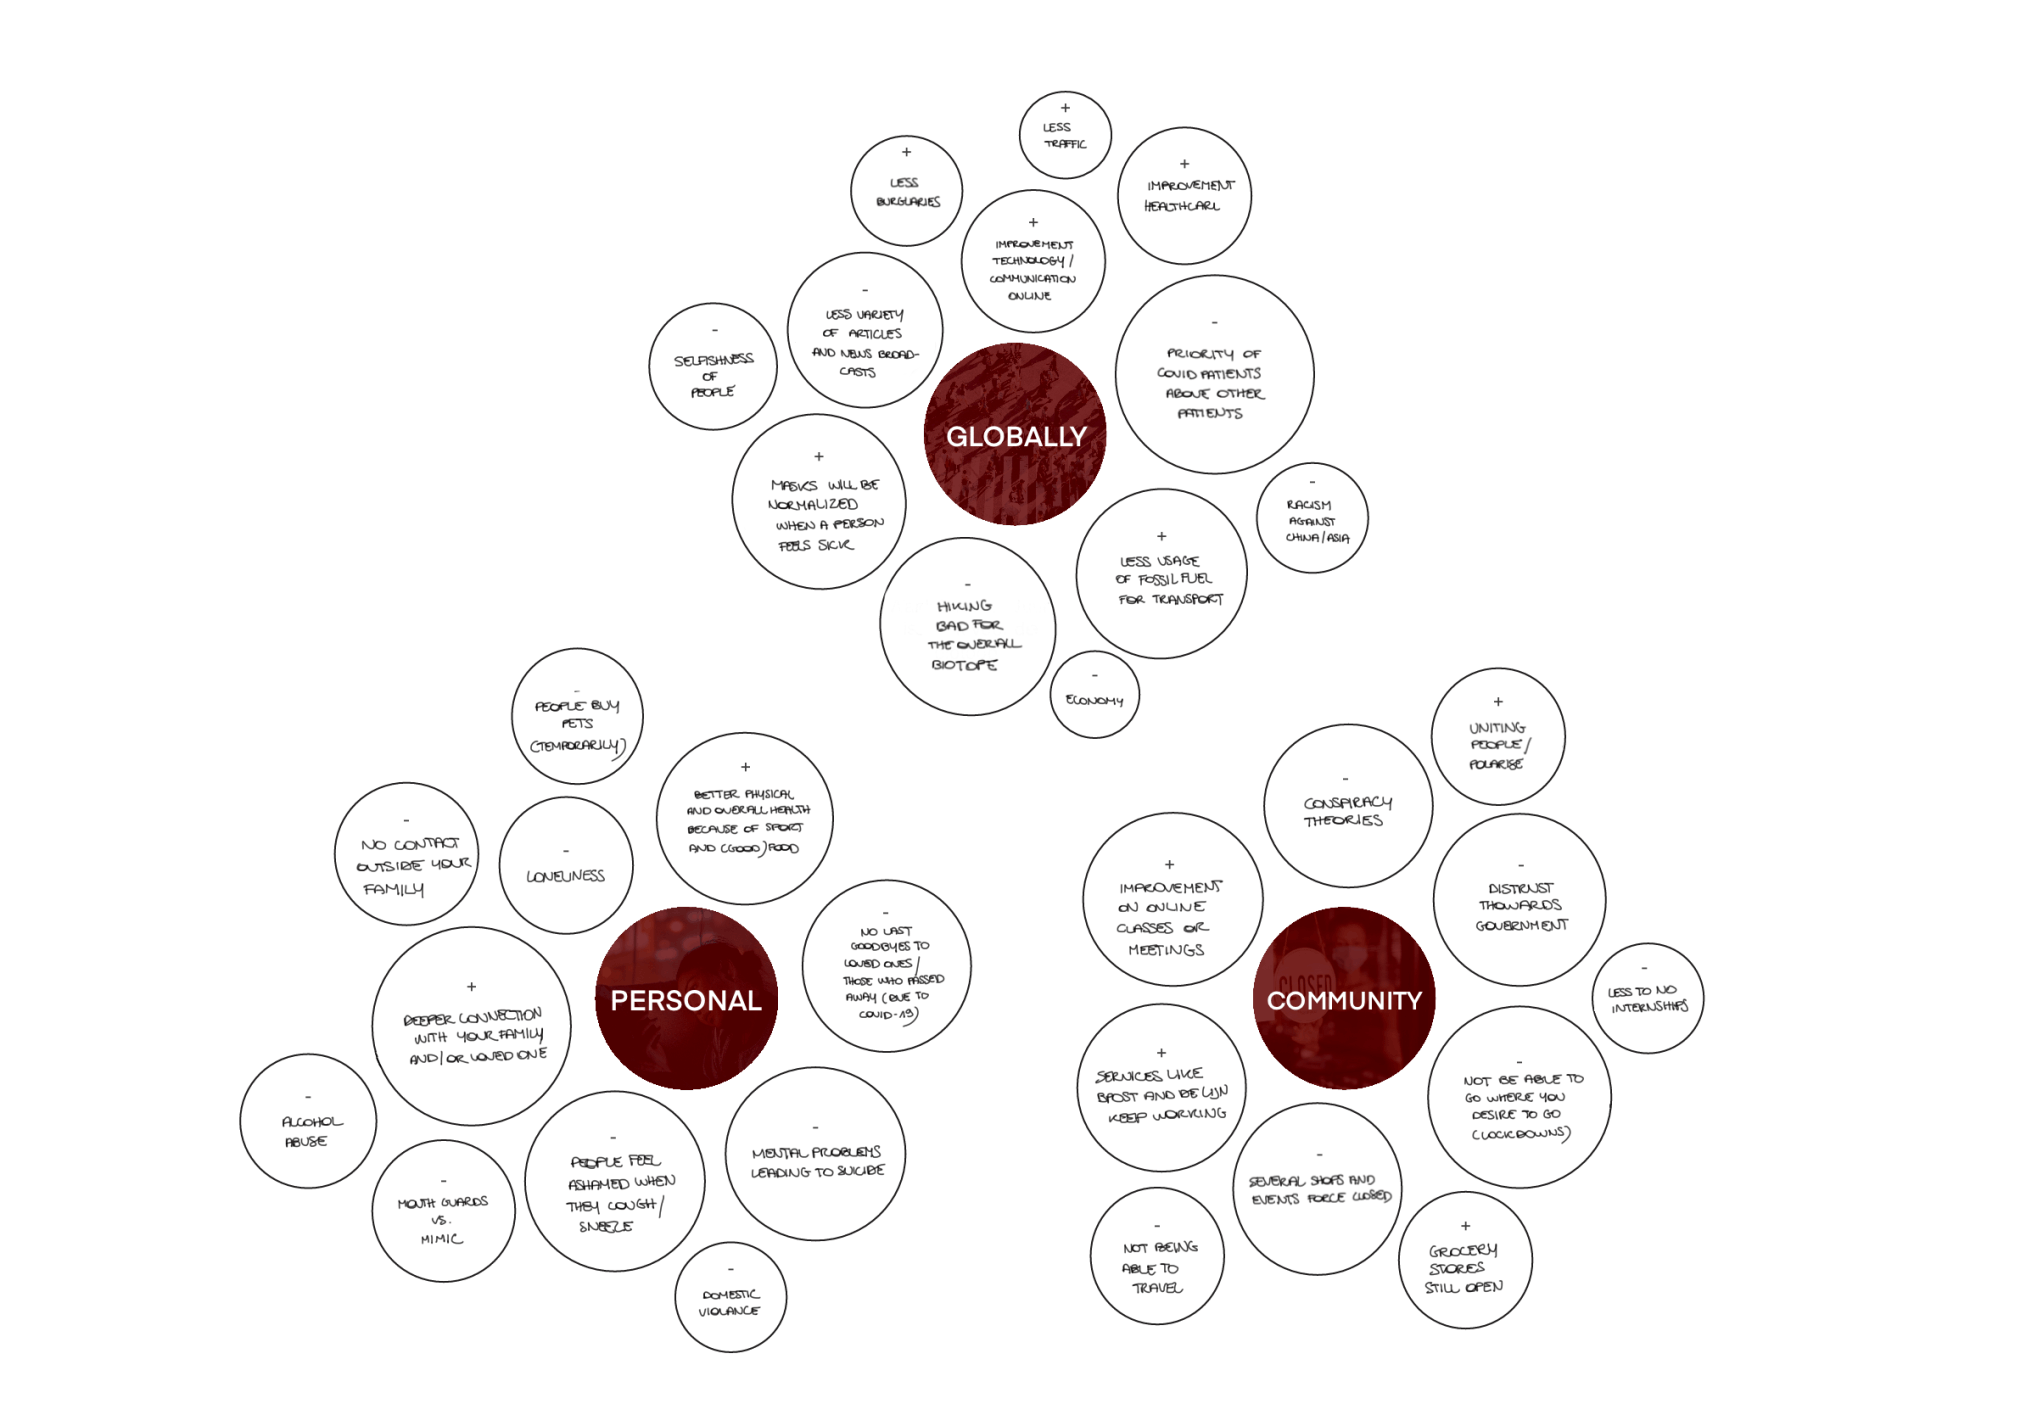 +
LESS
TRAFFIC
+
LESS
BURGLARIES
+
IMPROVEMENT
HEALTHCARE
+
IMPROVEMENT
TECHNOLOGY/
COMMUNICATION
ONLINE
-
LESS VARIETY
OF ARTICLES
AND NEWS BROAD-
CASTS
-
SELFISHNESS
OF
PEOPLE
-
PRIORITY OF
COVID PATIENTS
ABOVE OTHER
PATIENTS
GLOBALLY
+
MASKS WILL BE
NORMALIZED
WHEN A PERSON
FEELS SICK
-
RACISM
AGAINST
CHINA/ASIA
+
LESS USAGE
OF FOSSIL FUEL
FOR TRANSPORT
-
HIKING
BAD FOR
THE OVERALL
BIOTOPE
-
ECONOMY
-
PEOPLE BUY
PETS
(TEMPORARILY)
+
BETTER PHYSICAL
AND OVERALL HEALTH
BECAUSE OF SPORT
AND (GOOD) FOOD
-
NO CONTACT
OUTSIDE YOUR
FAMILY
-
LONELINESS
-
NO LAST
GOODBYES TO
LOVED ONES/
THOSE WHO PASSED
AWAY (DUE TO
COVID-19)
PERSONAL
+
DEEPER CONNECTION
WITH YOUR FAMILY
AND/OR LOVED ONE
-
ALCOHOL
ABUSE
-
MOUTH GUARDS
VS.
MIMIC
-
PEOPLE FEEL
ASHAMED WHEN
THEY COUGH/
SNEEZE
-
MENTAL PROBLEMS
LEADING TO SUICIDE
-
DOMESTIC
VIOLANCE
+
UNITING
PEOPLE/
POLARISE
-
CONSPIRACY
THEORIES
+
IMPROVEMENT
ON ONLINE
CLASSES OR
MEETINGS
-
DISTRUST
THOWARDS
GOUBERNMENT
CLOSED
COMMUNITY
-
LESS TO NO
INTERNSHIPS
+
SERVICES LIKE
BPOST AND DE LIJN
KEEP WORKING
-
NOT BE ABLE TO
GO WHERE YOU
DESIRE TO GO
(LOCKDOWNS)
-
SEVERAL SHOPS AND
EVENTS FORCE CLOSED
-
NOT BEING
ABLE TO
TRAVEL
+
GROCERY
STORES
STILL OPEN